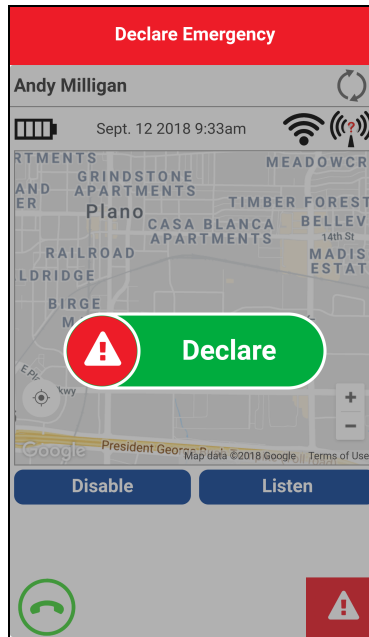 Declare Emergency
Andy Milligan
Sept. 12 2018 9:33am
?
RTMENTS
MEADOWCR
GRINDSTONE
APARTMENTS
AND
ER
TIMBER FOREST
Plano
CASA BLANCA
APARTMENTS
BELLEV
14th St
RAILROAD
MADIS
ESTAT
LDRIDGE
BIRGE
M
Declare
kwy
+
−
Google
President George
Map data ©2018 Google
Terms of Use
Disable
Listen